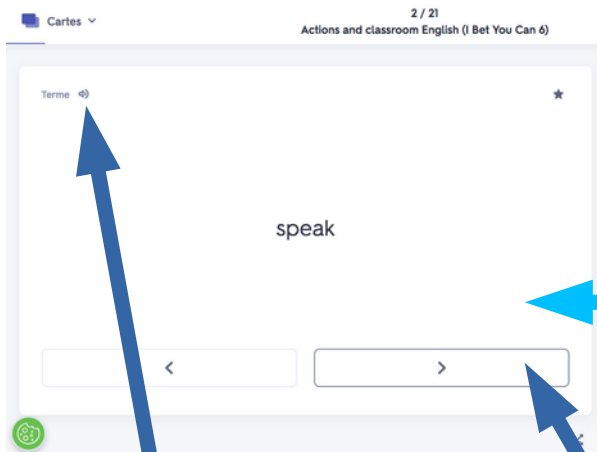 Cartes
2 / 21
Actions and classroom English (I Bet You Can 6)
Terme
speak